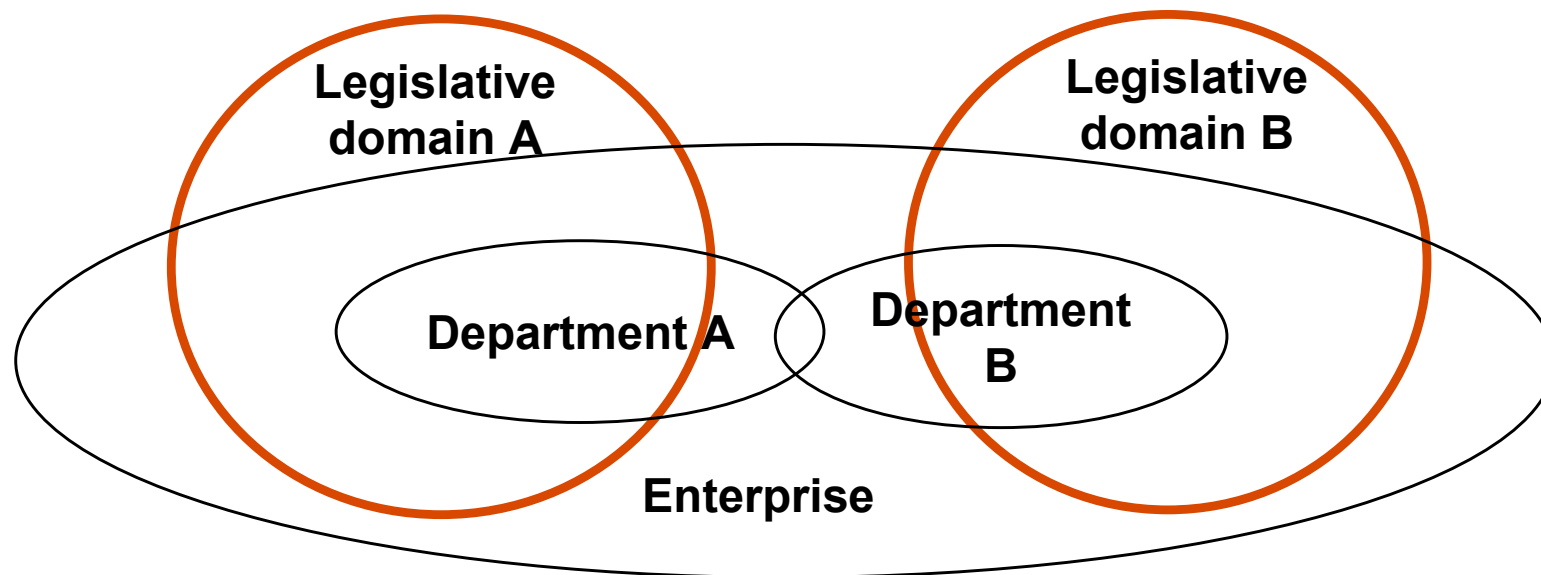 Legislative
domain A
Legislative
domain B
Department A
Department
B
Enterprise